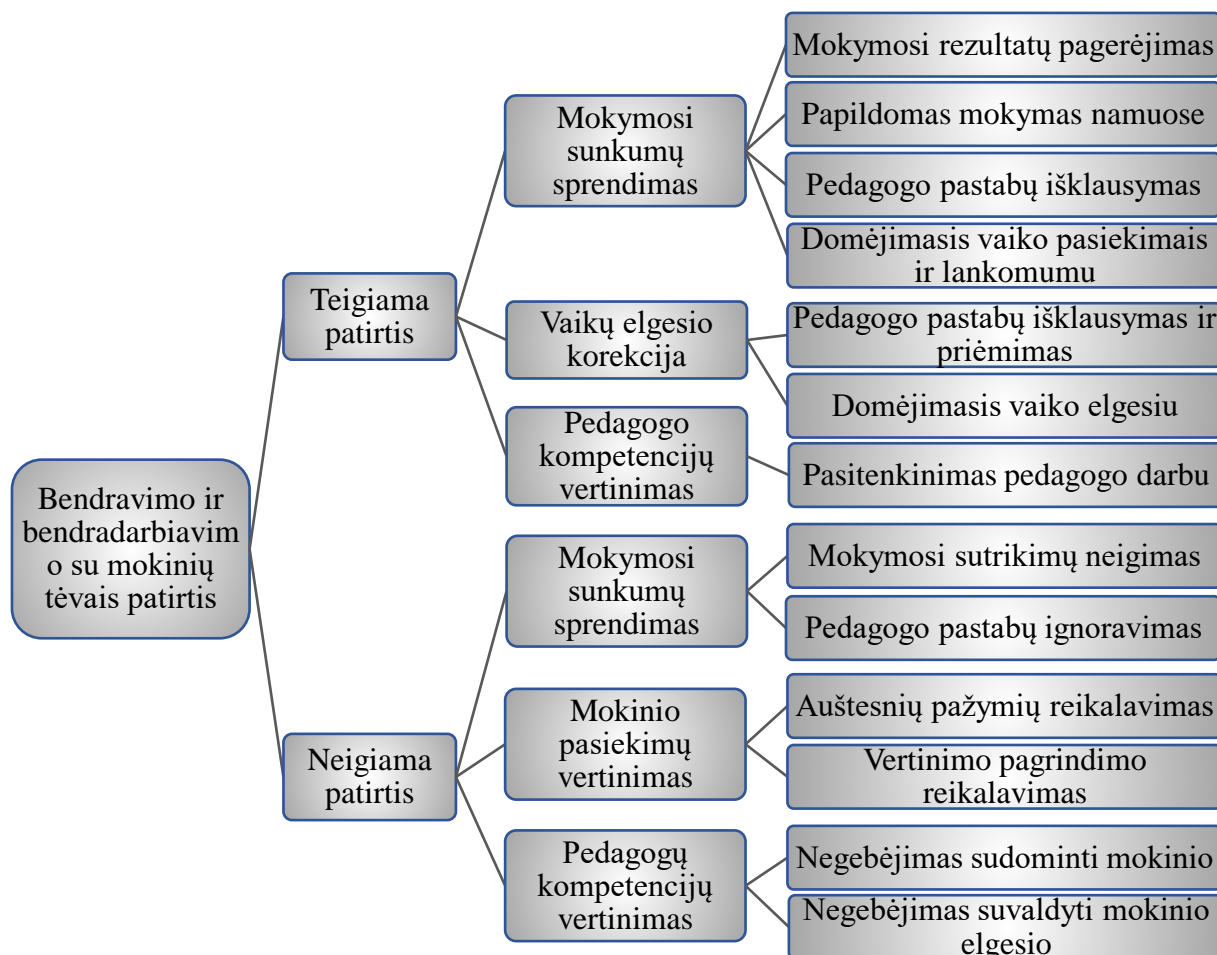 Bendravimo ir
bendradarbiavim
o su mokinių
tėvais patirtis
Teigiama
patirtis
Mokymosi
sunkumų
sprendimas
Mokymosi rezultatų pagerėjimas
Papildomas mokymas namuose
Pedagogo pastabų išklausymas
Domėjimasis vaiko pasiekimais
ir lankomumu
Vaikų elgesio
korekcija
Pedagogo pastabų išklausymas ir
priėmimas
Domėjimasis vaiko elgesiu
Pedagogo
kompetencijų
vertinimas
Pasitenkinimas pedagogo darbu
Neigiama
patirtis
Mokymosi
sunkumų
sprendimas
Mokymosi sutrikimų neigimas
Pedagogo pastabų ignoravimas
Mokinio
pasiekimų
vertinimas
Auštesnių pažymių reikalavimas
Vertinimo pagrindimo
reikalavimas
Pedagogų
kompetencijų
vertinimas
Negebėjimas sudominti mokinio
Negebėjimas suvaldyti mokinio
elgesio